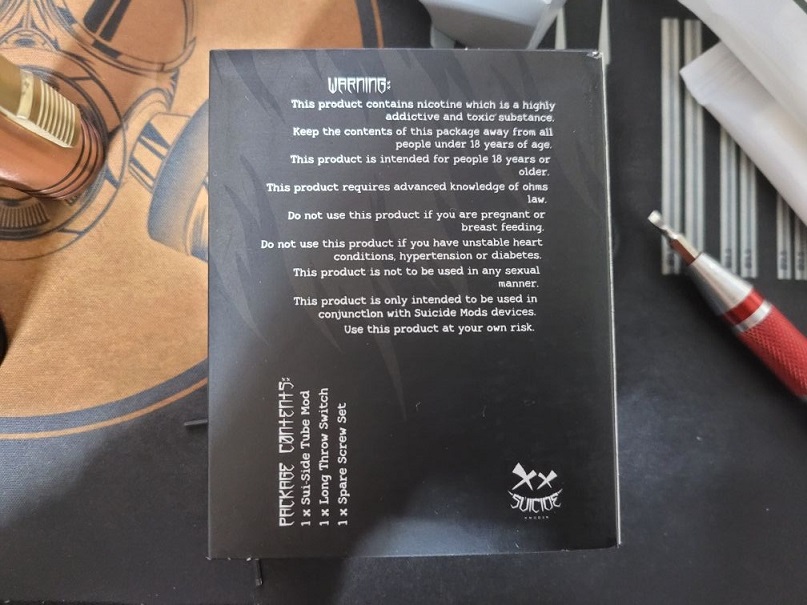 WARNING:
This product contains nicotine which is a highly
addictive and toxic substance.
Keep the contents of this package away from all
people under 18 years of age.
This product is intended for people 18 years or
older.
This product requires advanced knowledge of ohms
law.
Do not use this product if you are pregnant or
breast feeding.
Do not use this product if you have unstable heart
conditions, hypertension or diabetes.
This product is not to be used in any sexual
manner.
This product is only intended to be used in
conjunction with Suicide Mods devices.
Use this product at your own risk.
PACKAGE CONTENTS:
1 x Sui-Side Tube Mod
1 x Long Throw Switch
1 x Spare Screw Set
SUICIDE